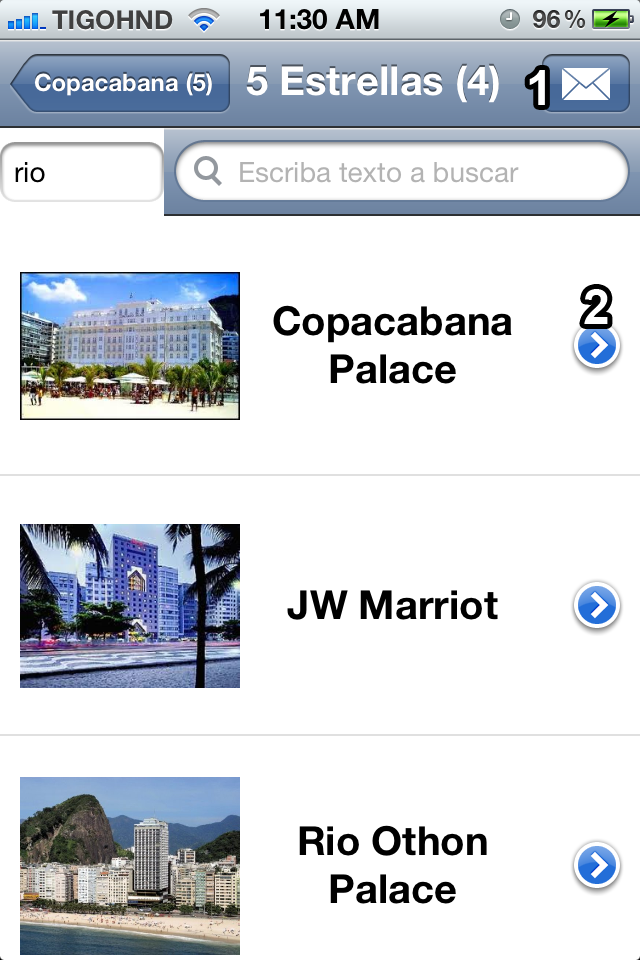 TIGOHND 11:30 AM 96%
Copacabana (5) 5 Estrellas (4) 1
rio Escriba texto a buscar
2
Copacabana
Palace
JW Marriot
Rio Othon
Palace